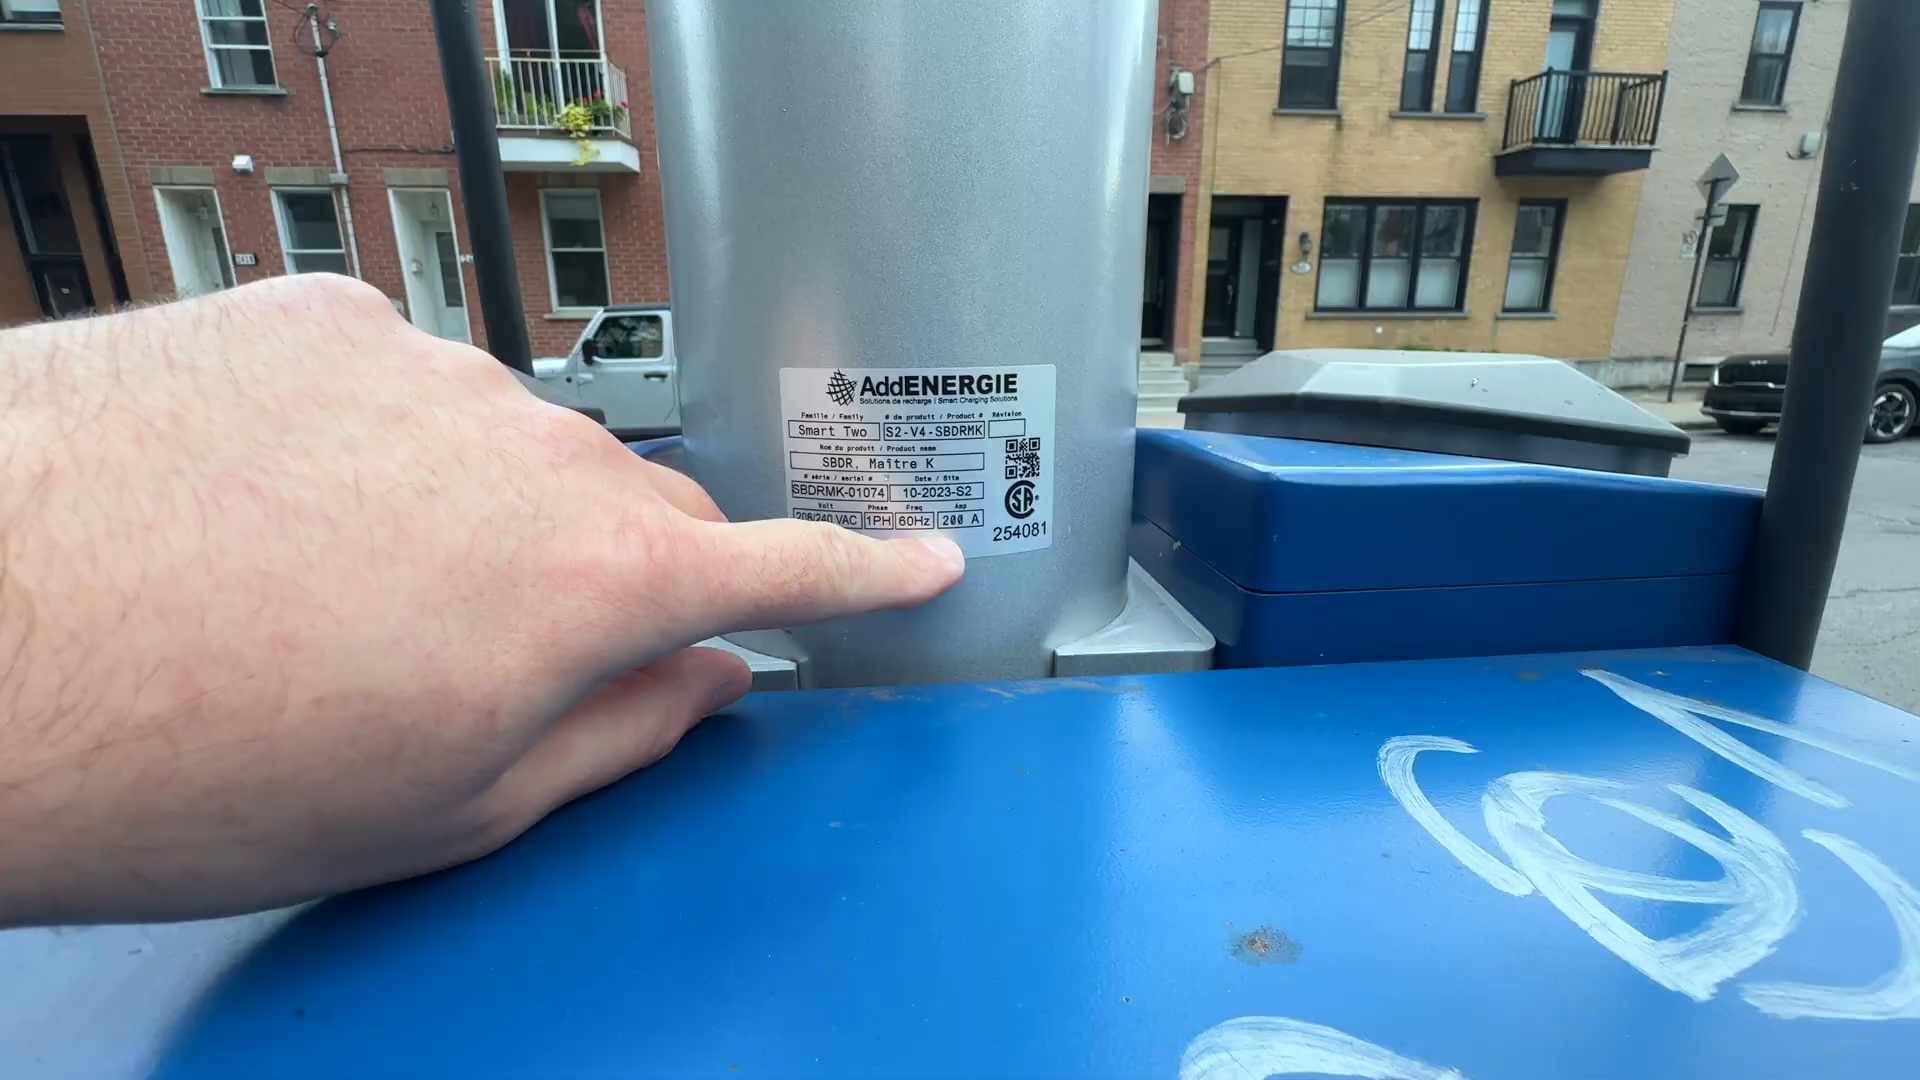 AddENERGIE
Solutions de recharge | Smart Charging Solutions
Famille / Family # de produit / Product # Révision
Smart Two S2-V4-SBDRMK
Nom du produit / Product name
SBDR, Maître K
# série / serial # Date / Site
SBDRMK-01074 10-2023-S2
Volt Phase Freq Amp
208/240 VAC 1PH 60Hz 200 A
CSA
254081